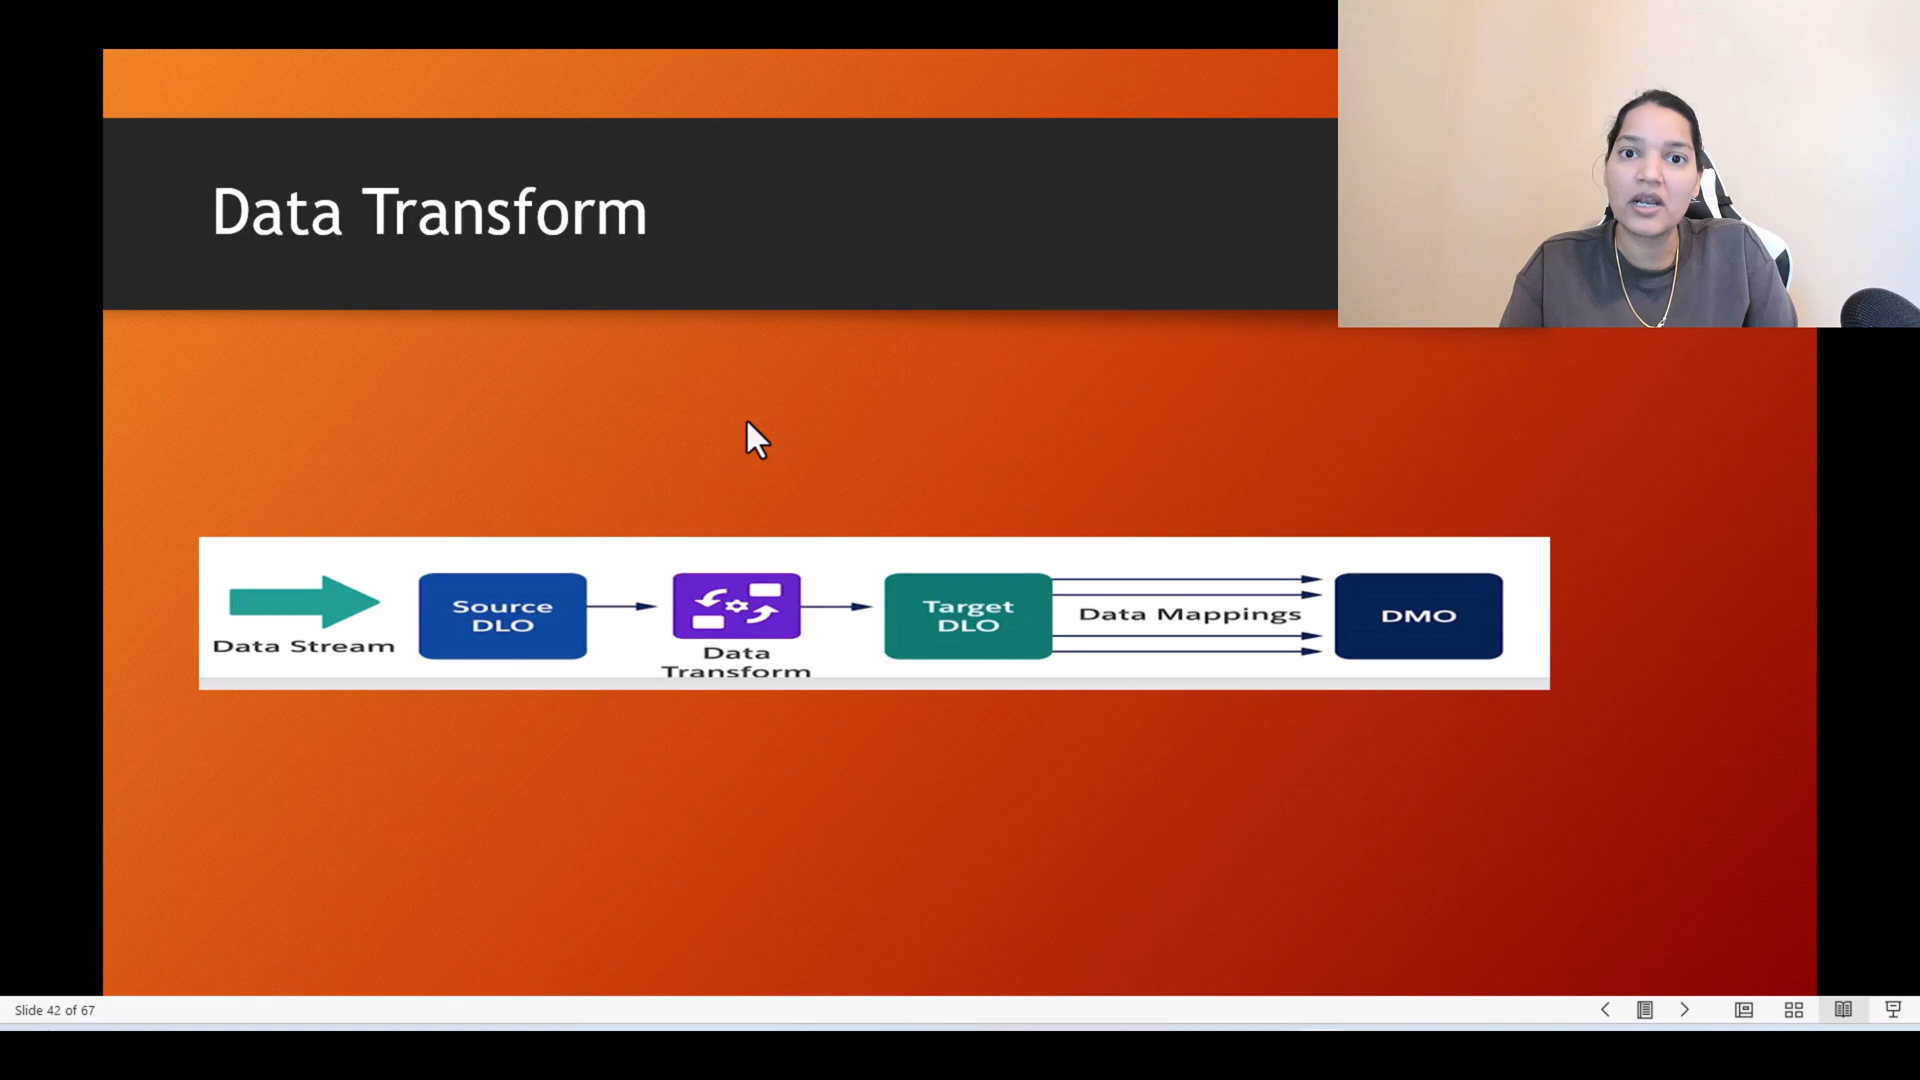 Data Transform
Data Stream
Source
DLO
Data
Transform
Target
DLO
Data Mappings
DMO
Slide 42 of 67